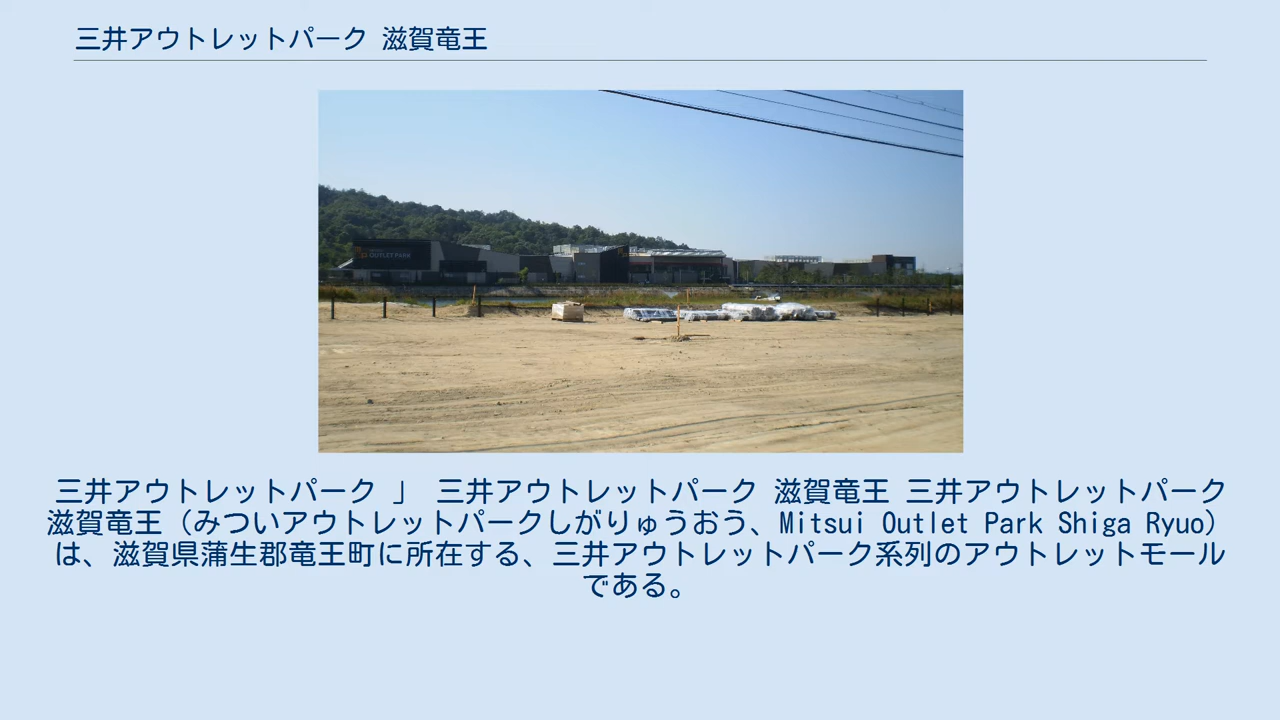 三井アウトレットパーク 滋賀竜王
OUTLET PARK
三井アウトレットパーク 」 三井アウトレットパーク 滋賀竜王 三井アウトレットパーク
滋賀竜王（みついアウトレットパークしがりゅうおう、Mitsui Outlet Park Shiga Ryuo）
は、滋賀県蒲生郡竜王町に所在する、三井アウトレットパーク系列のアウトレットモール
である。